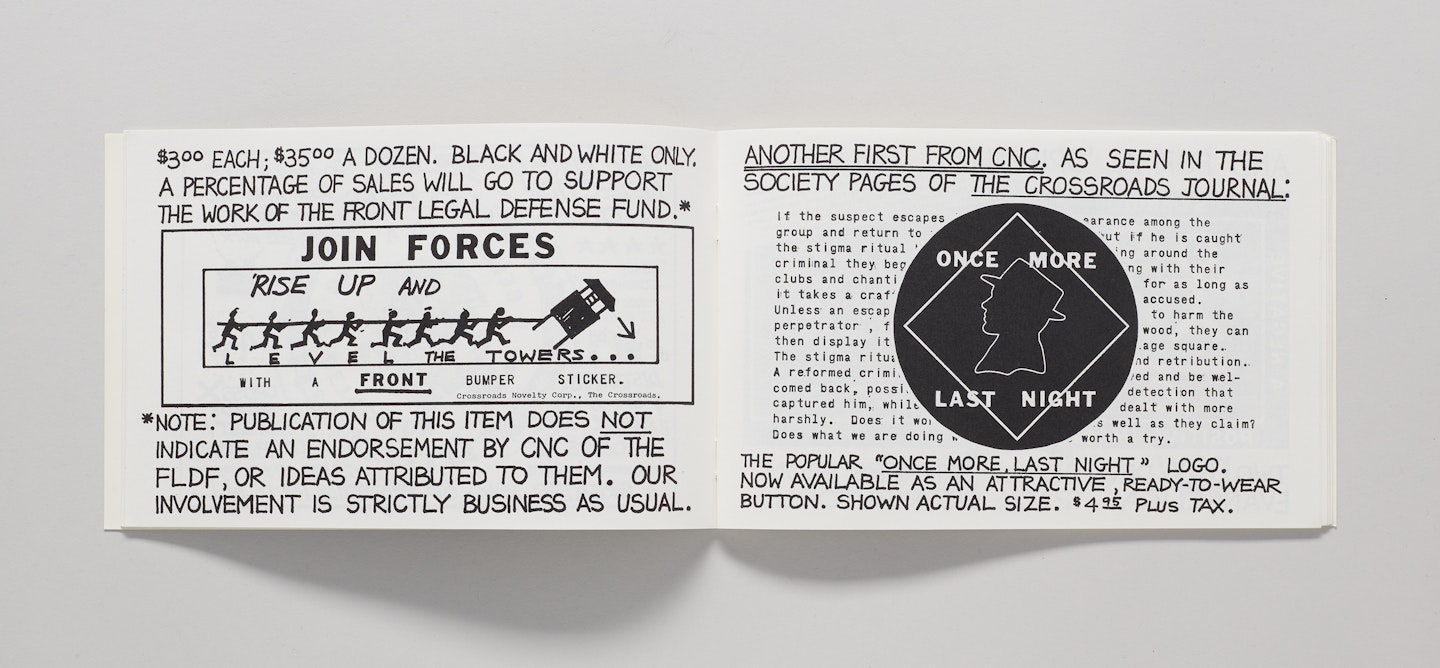 $3.00 EACH; $35.00 A DOZEN. BLACK AND WHITE ONLY.
A PERCENTAGE OF SALES WILL GO TO SUPPORT
THE WORK OF THE FRONT LEGAL DEFENSE FUND.*
JOIN FORCES
'RISE UP AND
LEVEL THE TOWERS...
WITH A FRONT BUMPER STICKER.
Crossroads Novelty Corp., The Crossroads.
*NOTE: PUBLICATION OF THIS ITEM DOES NOT
INDICATE AN ENDORSEMENT BY CNC OF THE
FLDF, OR IDEAS ATTRIBUTED TO THEM. OUR
INVOLVEMENT IS STRICTLY BUSINESS AS USUAL.
ANOTHER FIRST FROM CNC. AS SEEN IN THE
SOCIETY PAGES OF THE CROSSROADS JOURNAL:
If the suspect escapes earance among the
group and return to but if he is caught
the stigma ritual ing around the
criminal they beg ng with their
clubs and chanti for as long as
it takes a craf accused.
Unless an escap to harm the
perpetrator, f wood, they can
then display it age square.
The stigma ritua nd retribution.
A reformed crimi ved and be wel-
comed back, possi detection that
captured him, while dealt with more
harshly. Does it wor s well as they claim?
Does what we are doing w worth a try.
ONCE MORE
LAST NIGHT
THE POPULAR "ONCE MORE, LAST NIGHT" LOGO.
NOW AVAILABLE AS AN ATTRACTIVE, READY-TO-WEAR
BUTTON. SHOWN ACTUAL SIZE. $4.95 PLUS TAX.